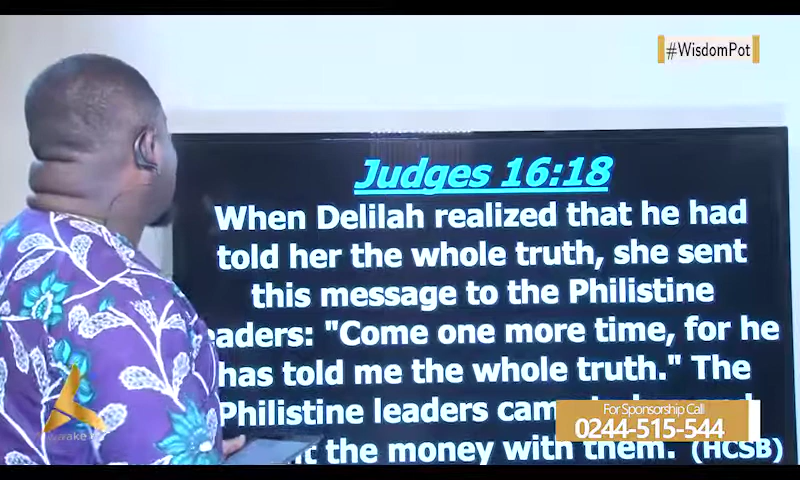 #WisdomPot
Judges 16:18
When Delilah realized that he had
told her the whole truth, she sent
this message to the Philistine
eaders: "Come one more time, for he
has told me the whole truth." The
Philistine leaders
the money with them. (HCSB)
For Sponsorship Call
0244-515-544